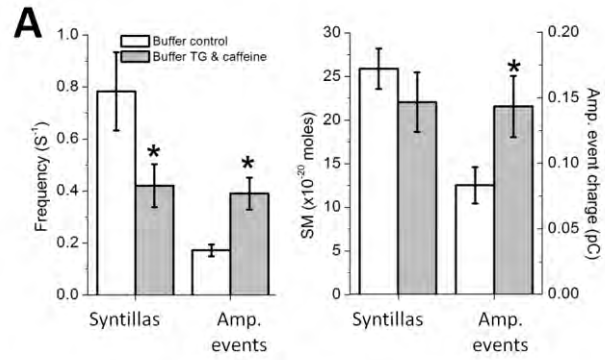 A
Buffer control
Buffer TG & caffeine
Frequency (S⁻¹)
1.0
0.8
0.6
0.4
0.2
0.0
*
*
Syntillas
Amp.
events
SM (x10⁻²⁰ moles)
30
25
20
15
10
5
0
*
0.20
0.15
0.10
0.05
0.00
Amp. event charge (pC)
Syntillas
Amp.
events